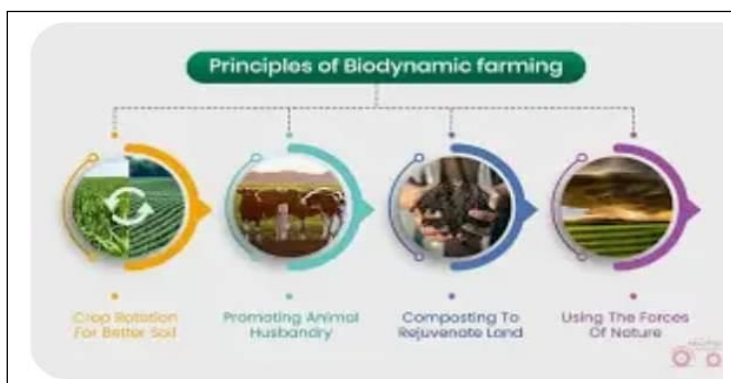 Principles of Biodynamic farming
Crop Rotation
For Better Soil
Promoting Animal
Husbandry
Composting To
Rejuvenate Land
Using The Forces
Of Nature